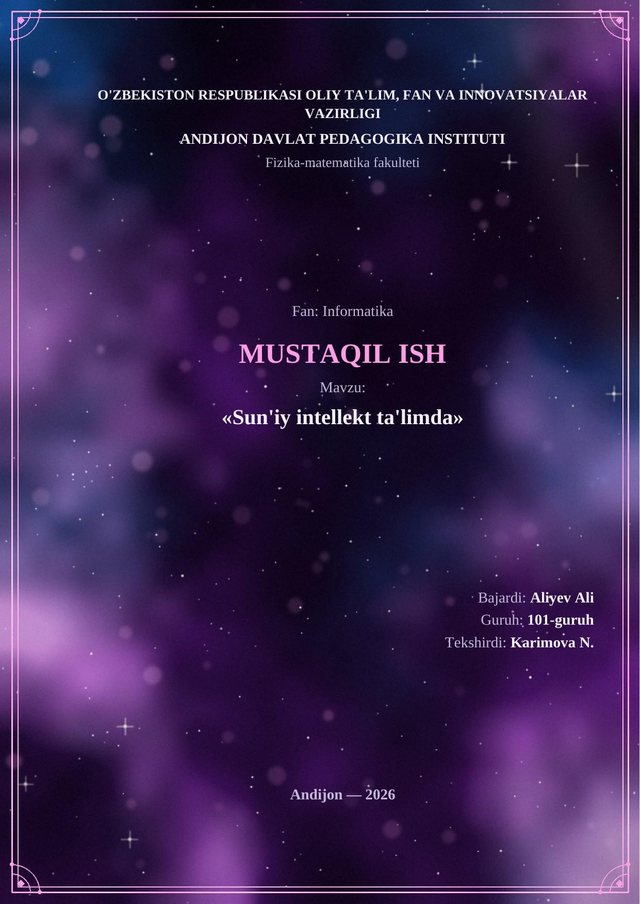 O'ZBEKISTON RESPUBLIKASI OLIY TA'LIM, FAN VA INNOVATSIYALAR
VAZIRLIGI
ANDIJON DAVLAT PEDAGOGIKA INSTITUTI
Fizika-matematika fakulteti
Fan: Informatika
MUSTAQIL ISH
Mavzu:
«Sun'iy intellekt ta'limda»
Bajardi: Aliyev Ali
Guruh: 101-guruh
Tekshirdi: Karimova N.
Andijon — 2026